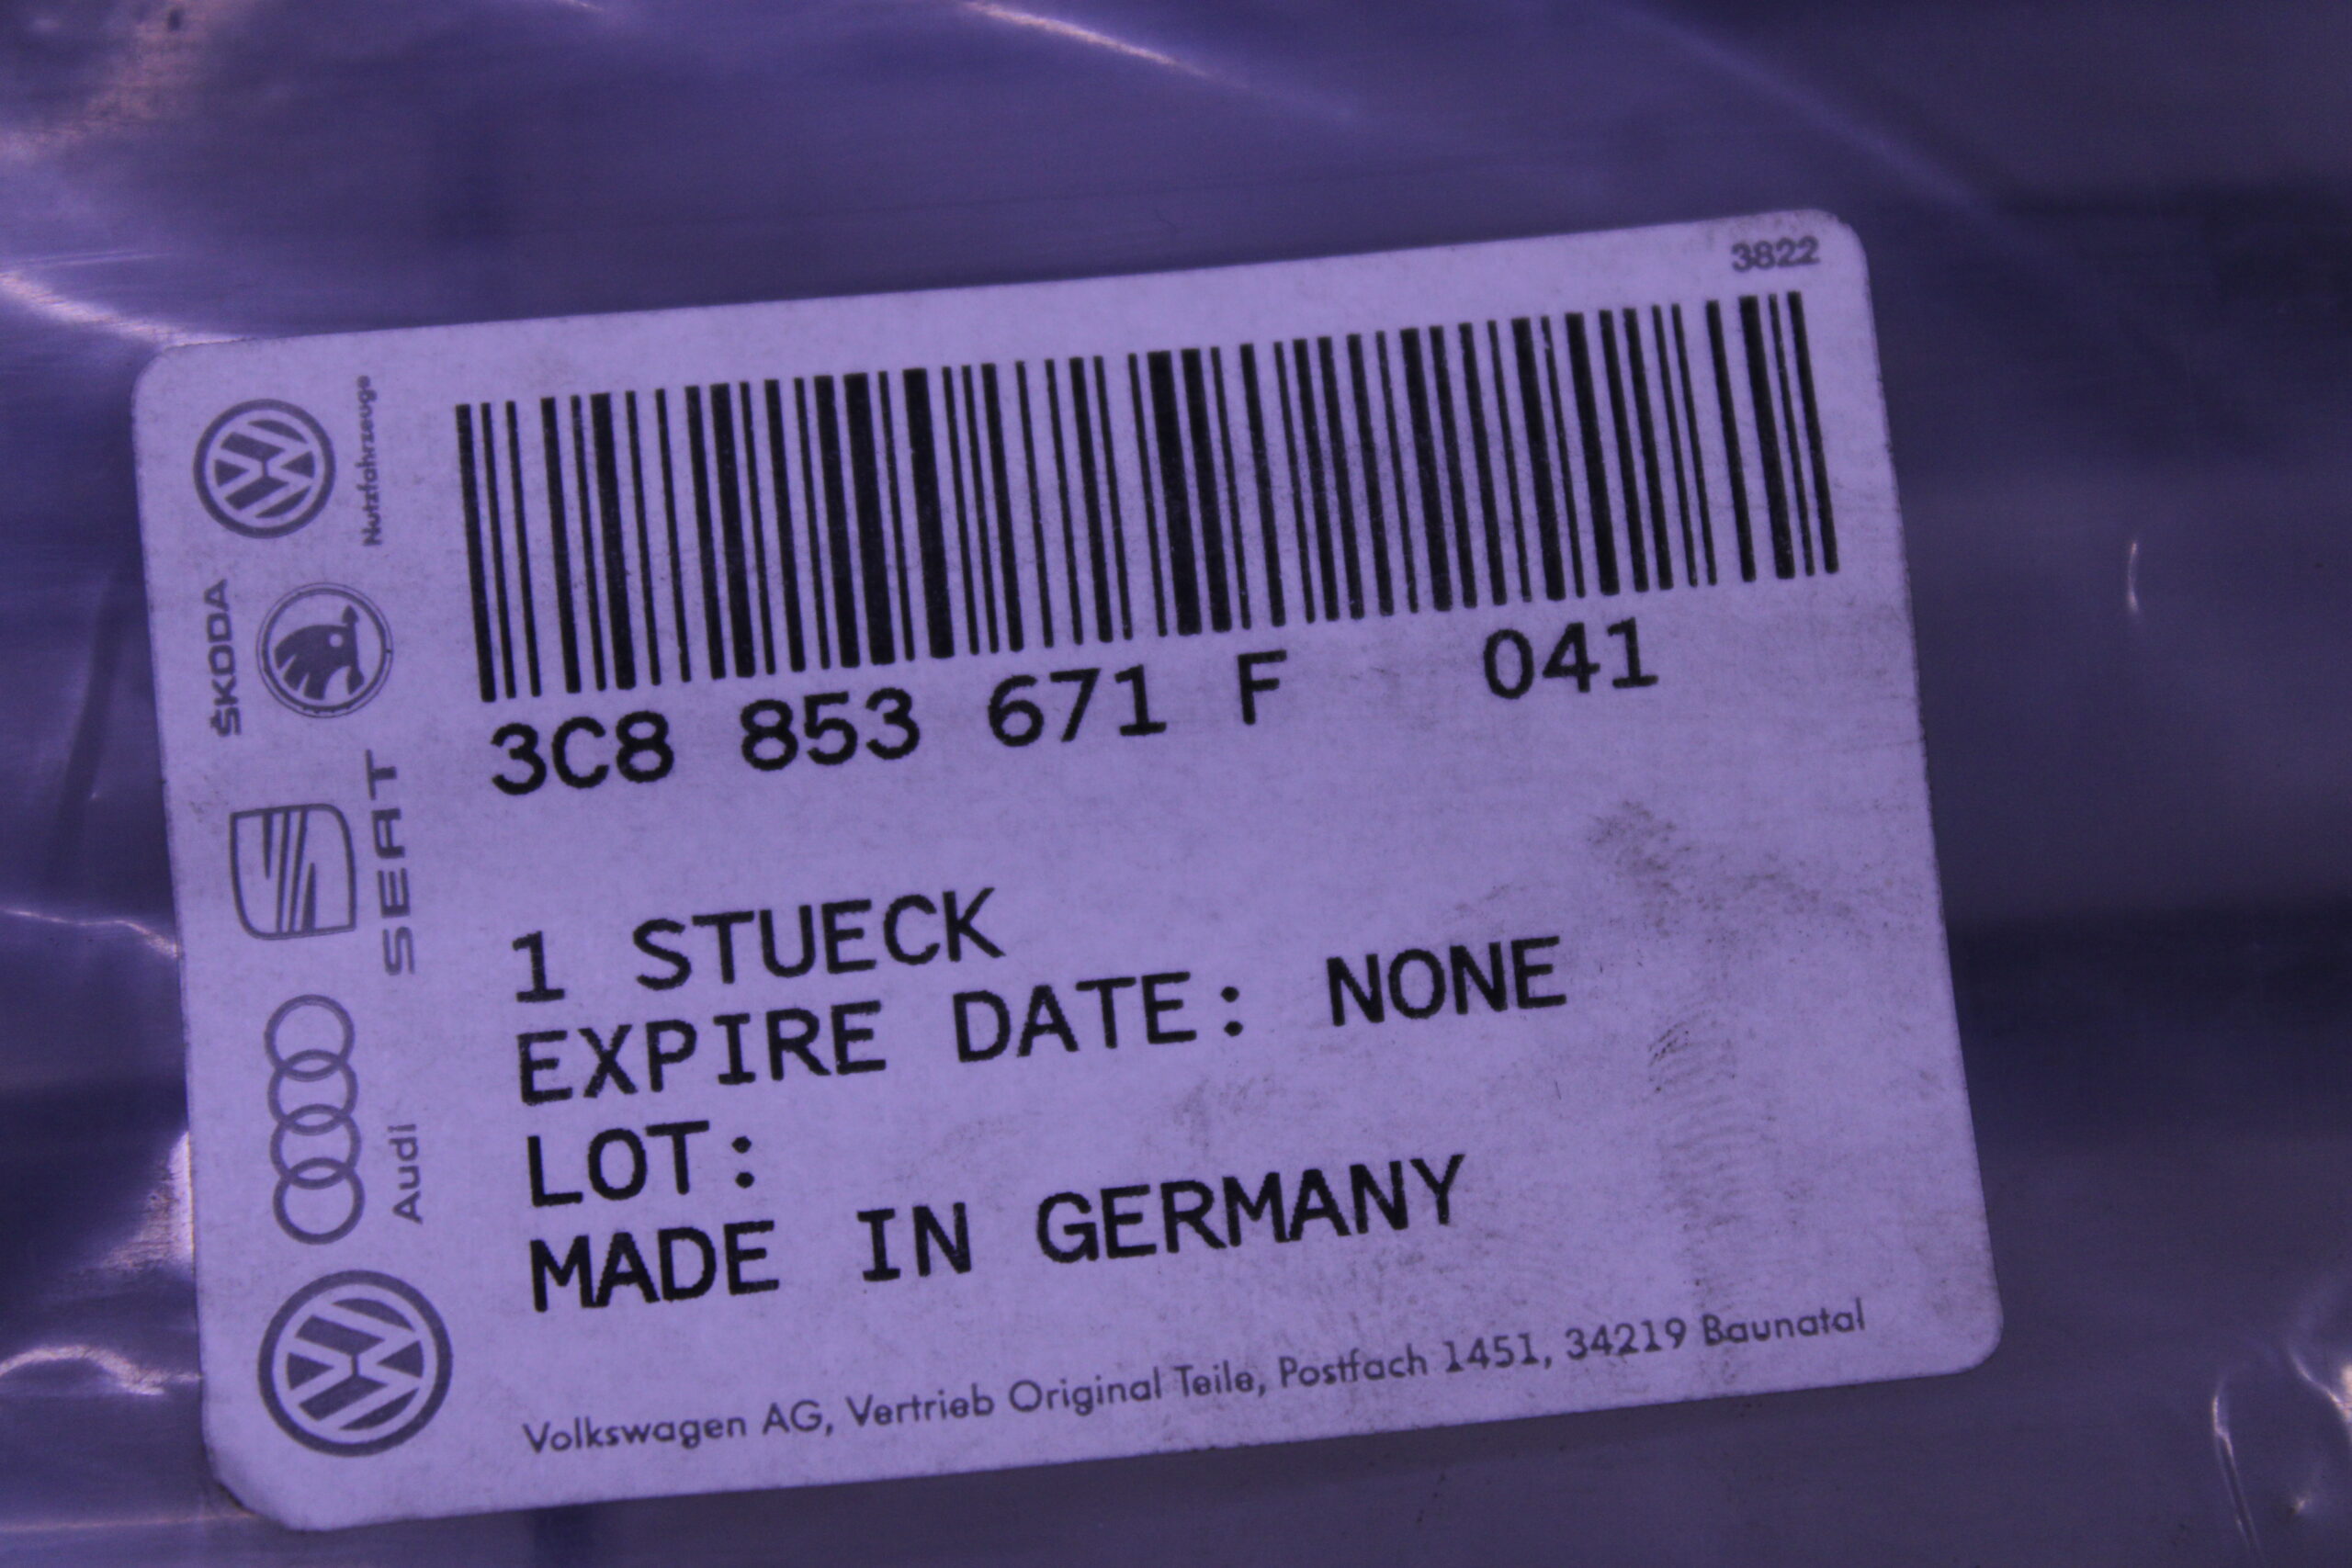 3822
3C8 853 671 F 041
1 STUECK
EXPIRE DATE: NONE
LOT:
MADE IN GERMANY
Volkswagen AG, Vertrieb Original Teile, Postfach 1451, 34219 Baunatal
Nutzfahrzeuge
ŠKODA
SEAT
Audi